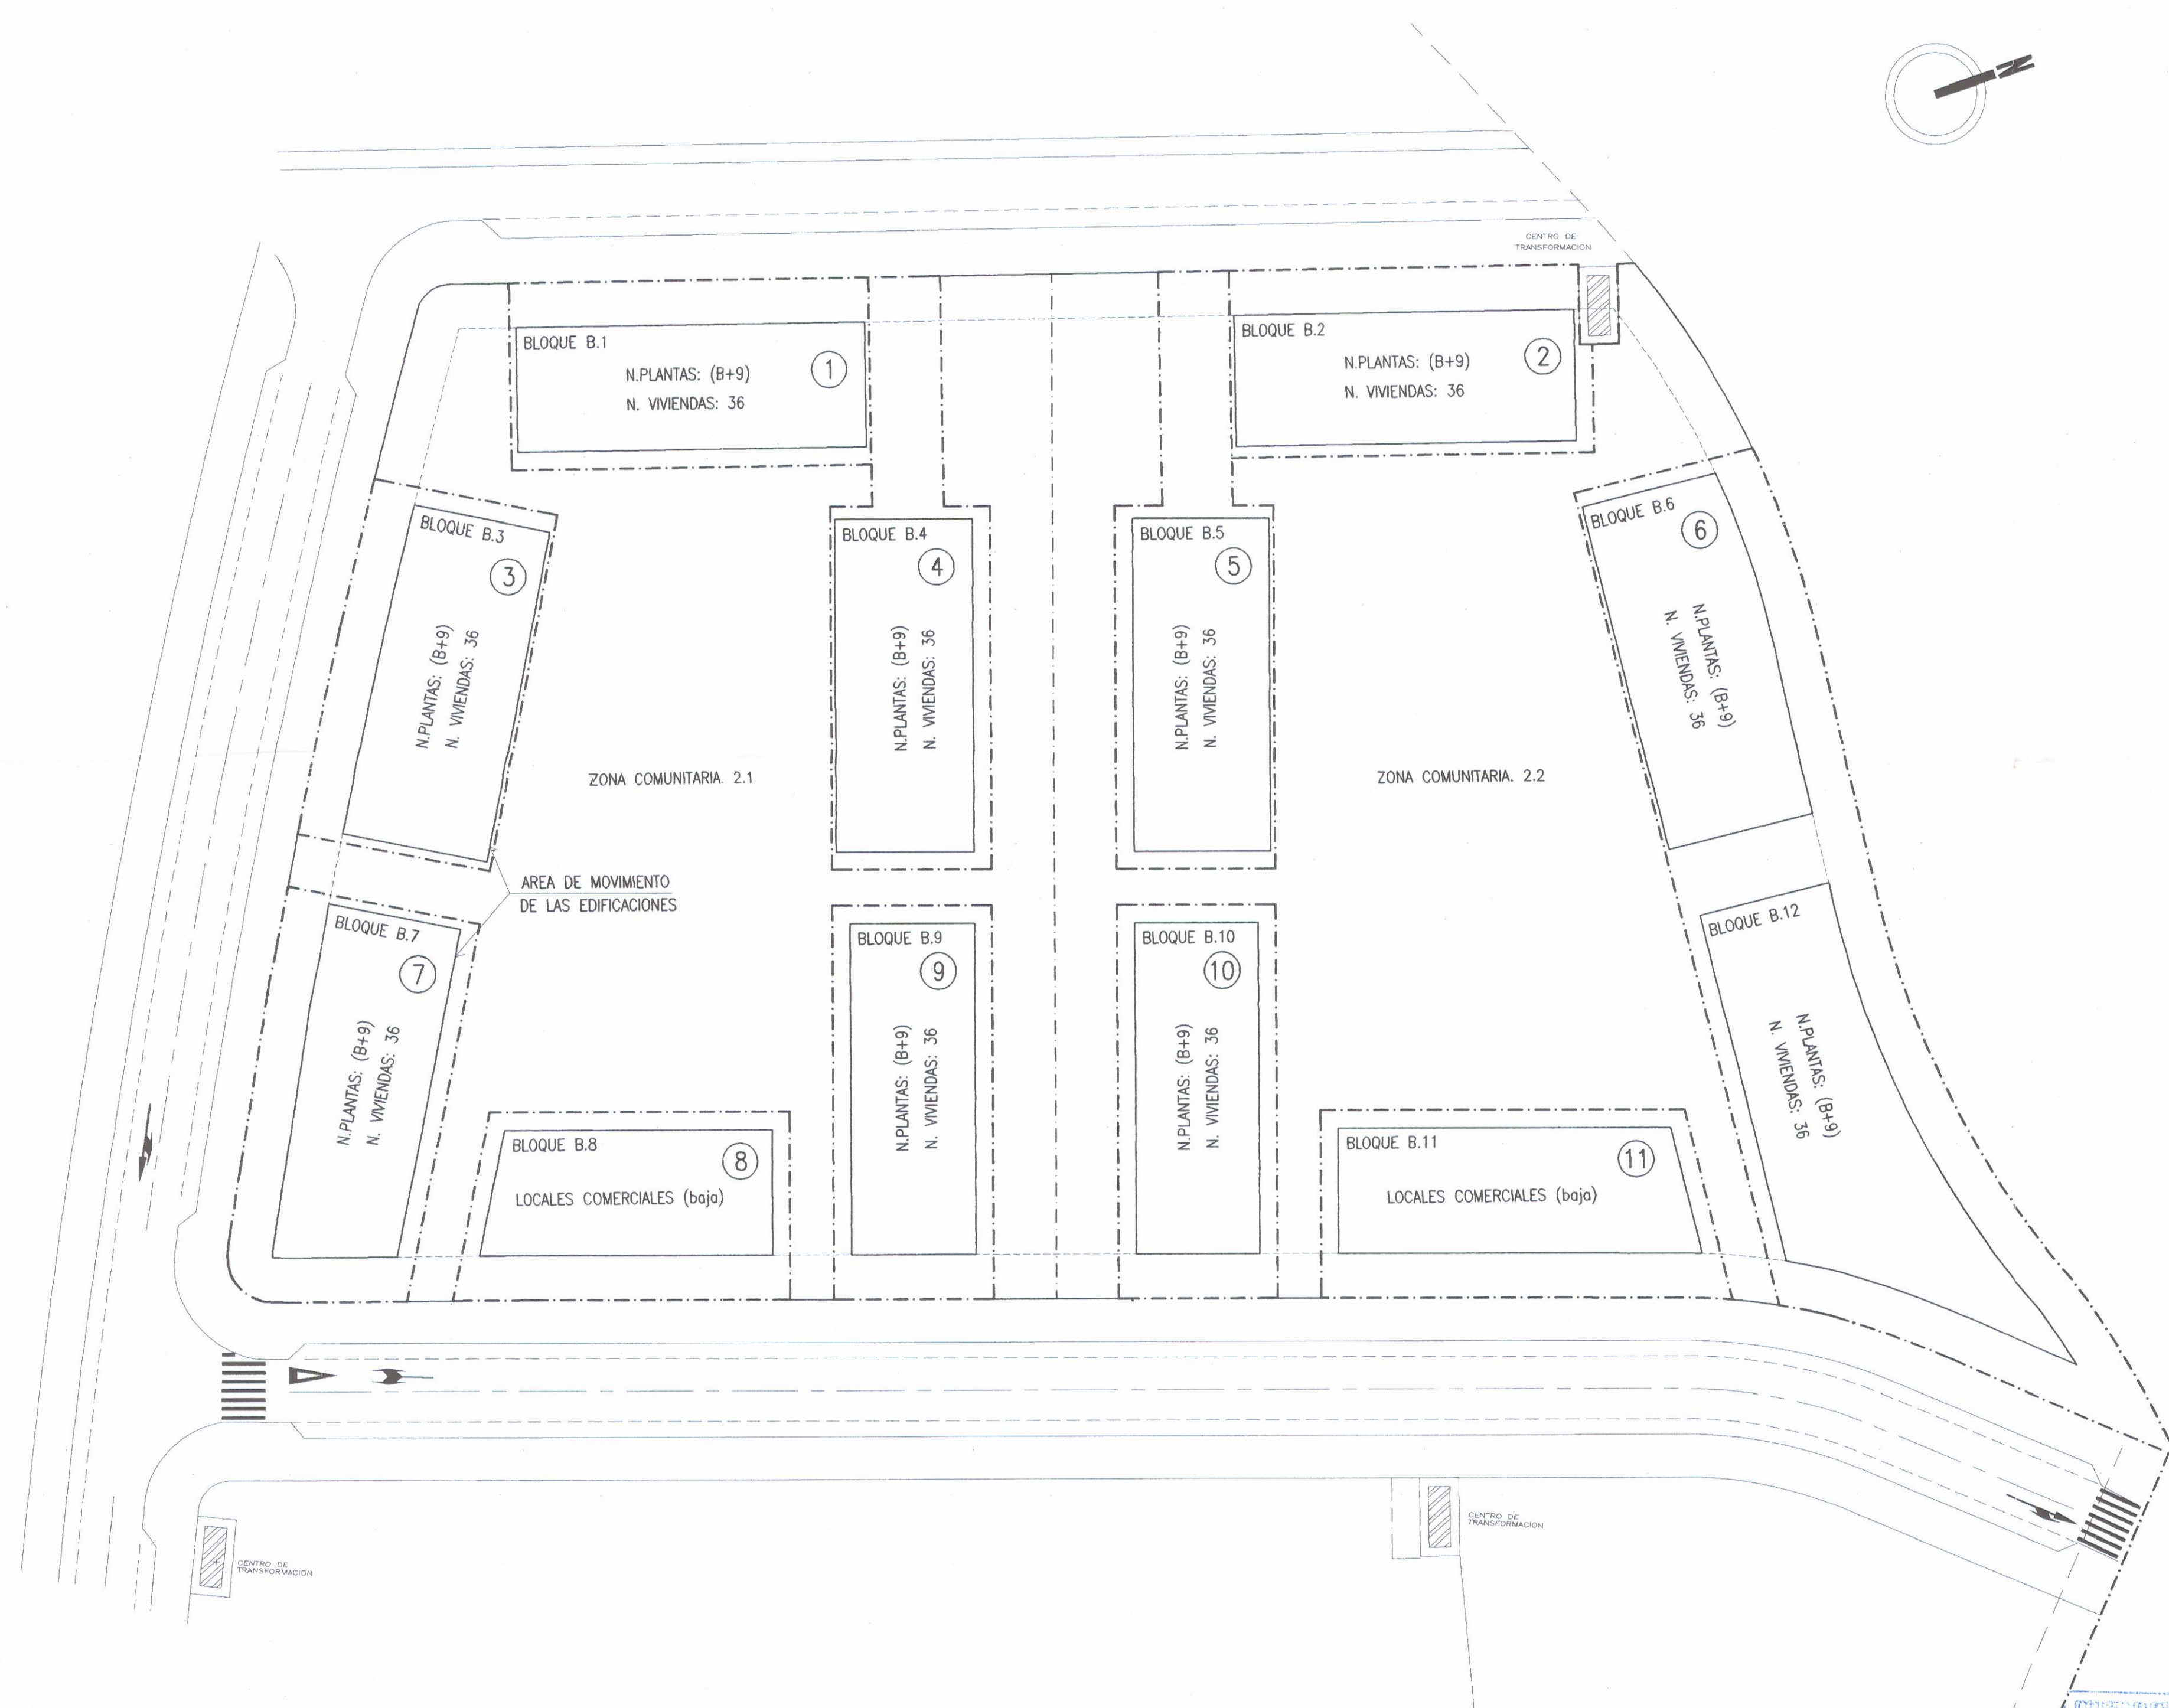 N
CENTRO DE
TRANSFORMACION
BLOQUE B.1
N.PLANTAS: (B+9)
N. VIVIENDAS: 36
1
BLOQUE B.2
N.PLANTAS: (B+9)
N. VIVIENDAS: 36
2
BLOQUE B.3
3
N.PLANTAS: (B+9)
N. VIVIENDAS: 36
BLOQUE B.4
4
N.PLANTAS: (B+9)
N. VIVIENDAS: 36
BLOQUE B.5
5
N.PLANTAS: (B+9)
N. VIVIENDAS: 36
BLOQUE B.6
6
N.PLANTAS: (B+9)
N. VIVIENDAS: 36
ZONA COMUNITARIA. 2.1
ZONA COMUNITARIA. 2.2
AREA DE MOVIMIENTO
DE LAS EDIFICACIONES
BLOQUE B.7
7
N.PLANTAS: (B+9)
N. VIVIENDAS: 36
BLOQUE B.8
8
LOCALES COMERCIALES (baja)
BLOQUE B.9
9
N.PLANTAS: (B+9)
N. VIVIENDAS: 36
BLOQUE B.10
10
N.PLANTAS: (B+9)
N. VIVIENDAS: 36
BLOQUE B.11
11
LOCALES COMERCIALES (baja)
BLOQUE B.12
N.PLANTAS: (B+9)
N. VIVIENDAS: 36
CENTRO DE
TRANSFORMACION
CENTRO DE
TRANSFORMACION